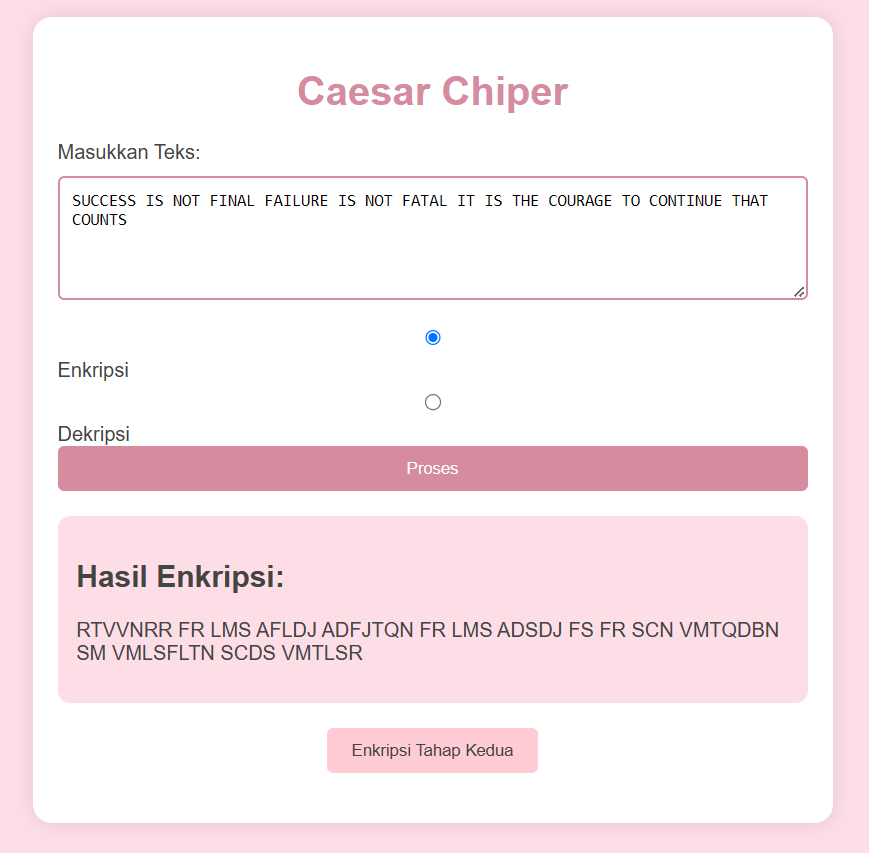 Caesar Chiper
Masukkan Teks:
SUCCESS IS NOT FINAL FAILURE IS NOT FATAL IT IS THE COURAGE TO CONTINUE THAT
COUNTS
Enkripsi
Dekripsi
Proses
Hasil Enkripsi:
RTVVNRR FR LMS AFLDJ ADFJTQN FR LMS ADSDJ FS FR SCN VMTQDBN
SM VMLSFLTN SCDS VMTLSR
Enkripsi Tahap Kedua